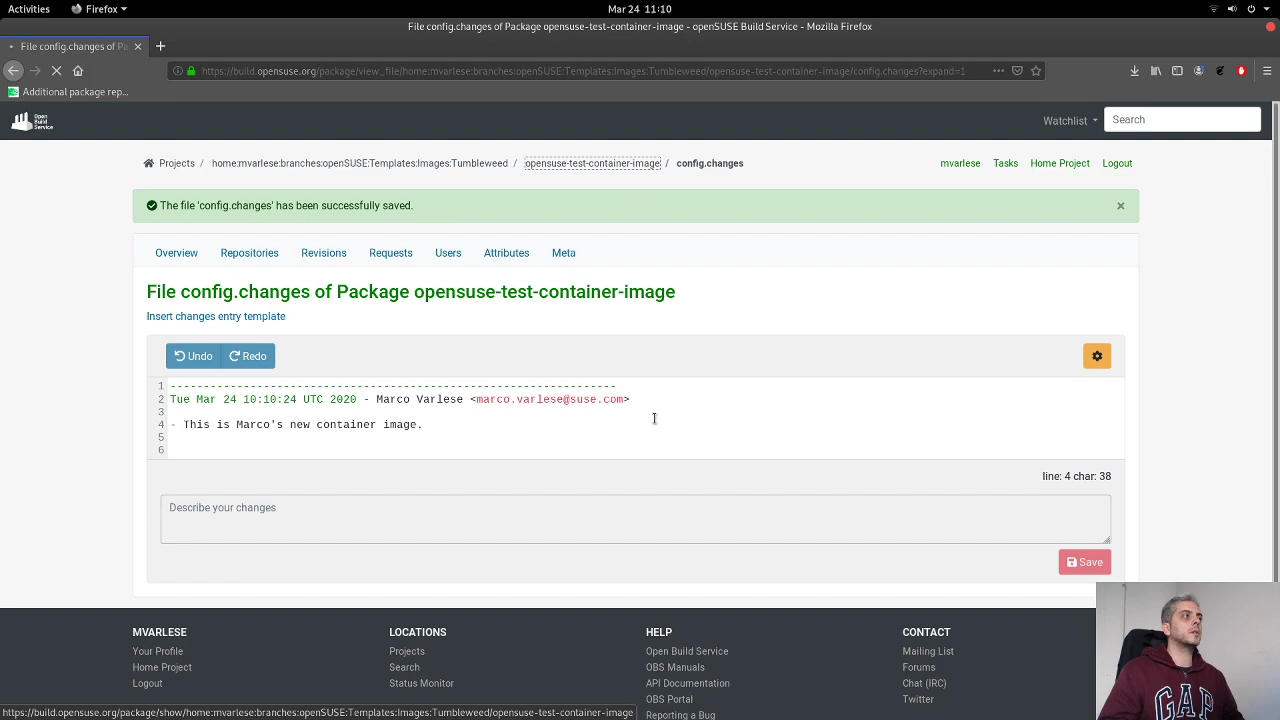 Activities
Firefox
Mar 24 11:10
File config.changes of Package opensuse-test-container-image - openSUSE Build Service - Mozilla Firefox
File config.changes of Pa
https://build.opensuse.org/package/view_file/home:mvarlese:branches:openSUSE:Templates:Images:Tumbleweed/opensuse-test-container-image/config.changes?expand=1
Additional package rep...
Open Build Service
Watchlist
Search
Projects / home:mvarlese:branches:openSUSE:Templates:Images:Tumbleweed / opensuse-test-container-image / config.changes
mvarlese Tasks Home Project Logout
The file 'config.changes' has been successfully saved. ×
Overview Repositories Revisions Requests Users Attributes Meta
File config.changes of Package opensuse-test-container-image
Insert changes entry template
Undo Redo
1 -------------------------------------------------------------------
2 Tue Mar 24 10:10:24 UTC 2020 - Marco Varlese <marco.varlese@suse.com>
3
4 - This is Marco's new container image.
5
6
line: 4 char: 38
Describe your changes
Save
MVARLESE
Your Profile
Home Project
Logout
LOCATIONS
Projects
Search
Status Monitor
HELP
Open Build Service
OBS Manuals
API Documentation
OBS Portal
Reporting a Bug
CONTACT
Mailing List
Forums
Chat (IRC)
Twitter
https://build.opensuse.org/package/show/home:mvarlese:branches:openSUSE:Templates:Images:Tumbleweed/opensuse-test-container-image
GAP